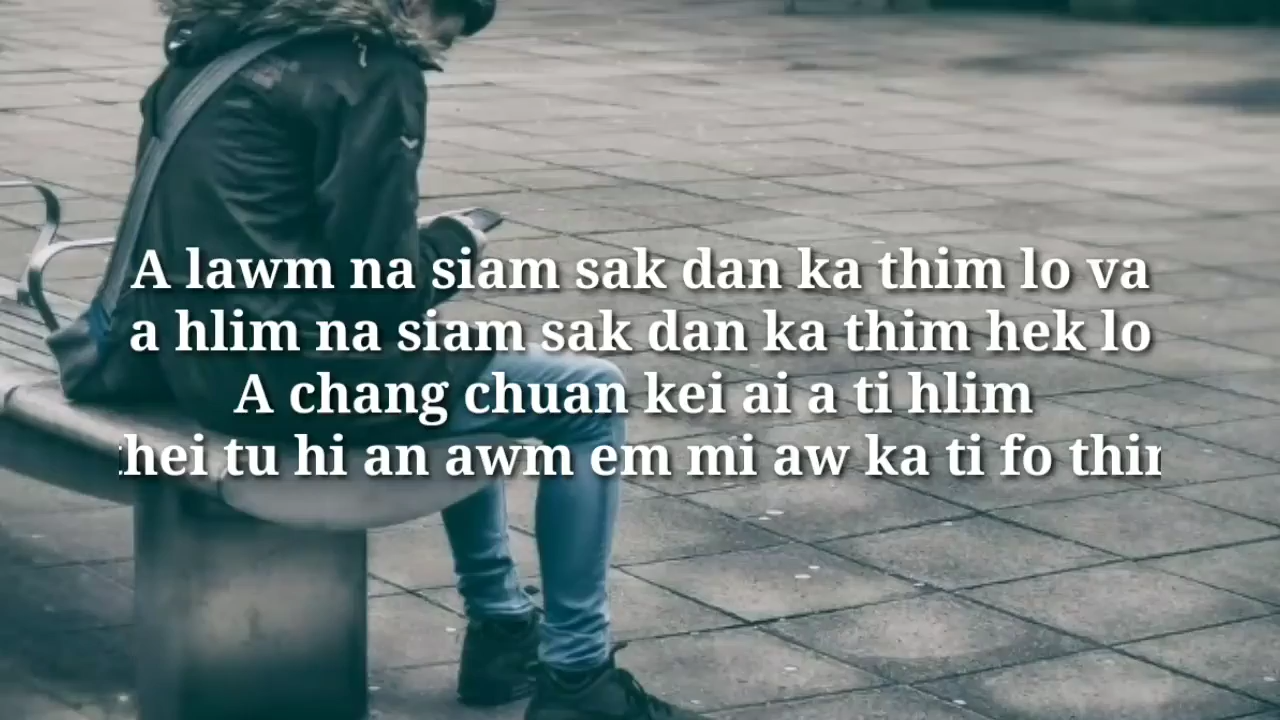 A lawm na siam sak dan ka thim lo va
a hlim na siam sak dan ka thim hek lo
A chang chuan kei ai a ti hlim
tu hi an awm em mi aw ka ti fo